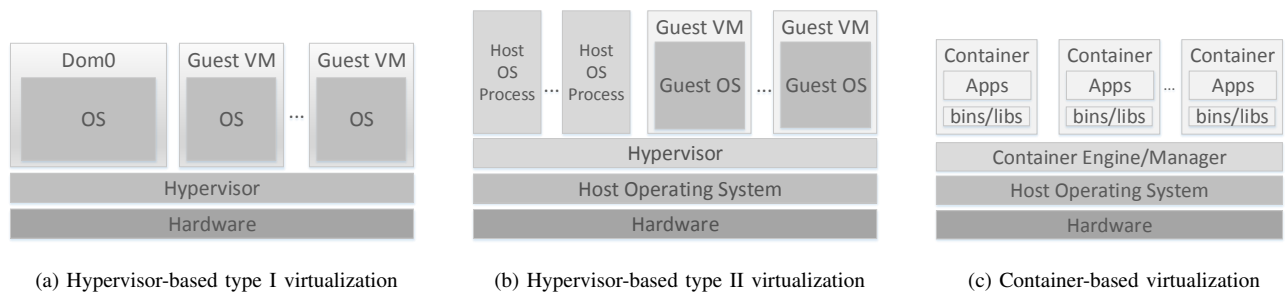 Dom0
OS
Guest VM
OS
...
Guest VM
OS
Hypervisor
Hardware
(a) Hypervisor-based type I virtualization
Host
OS
Process
...
Host
OS
Process
Guest VM
Guest OS
...
Guest VM
Guest OS
Hypervisor
Host Operating System
Hardware
(b) Hypervisor-based type II virtualization
Container
Apps
bins/libs
Container
Apps
bins/libs
...
Container
Apps
bins/libs
Container Engine/Manager
Host Operating System
Hardware
(c) Container-based virtualization